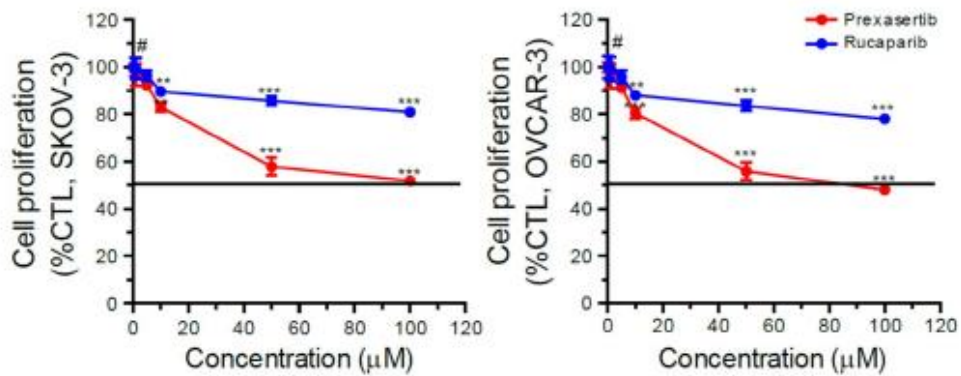 Cell proliferation
(%CTL, SKOV-3)
120
100
80
60
40
20
0
#
**
***
***
***
***
0 20 40 60 80 100 120
Concentration (μM)
Cell proliferation
(%CTL, OVCAR-3)
120
100
80
60
40
20
0
Prexasertib
Rucaparib
#
**
***
***
***
***
***
0 20 40 60 80 100 120
Concentration (μM)